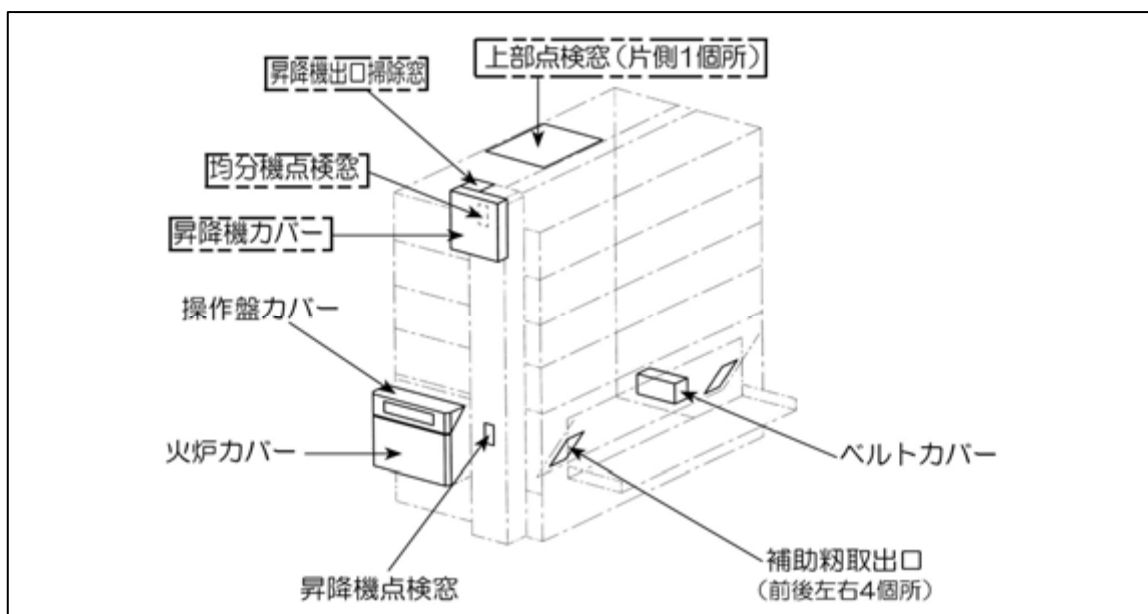 上部点検窓（片側1個所）
昇降機出口掃除窓
均分機点検窓
昇降機カバー
操作盤カバー
火炉カバー
ベルトカバー
昇降機点検窓
補助籾取出口
（前後左右4個所）